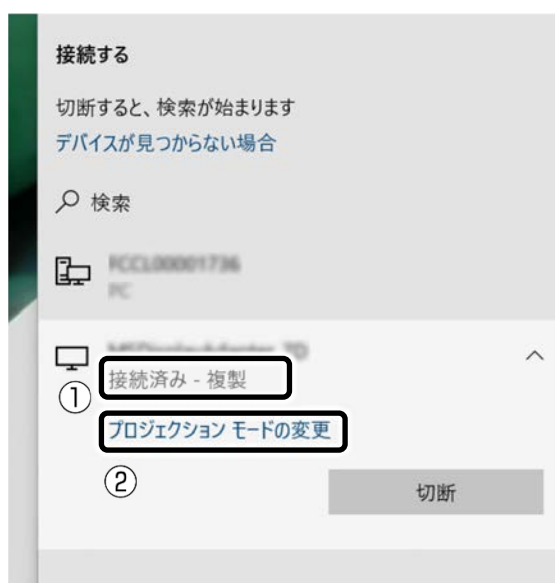 接続する
切断すると、検索が始まります
デバイスが見つからない場合
検索
PC
接続済み - 複製
①
プロジェクション モードの変更
②
切断